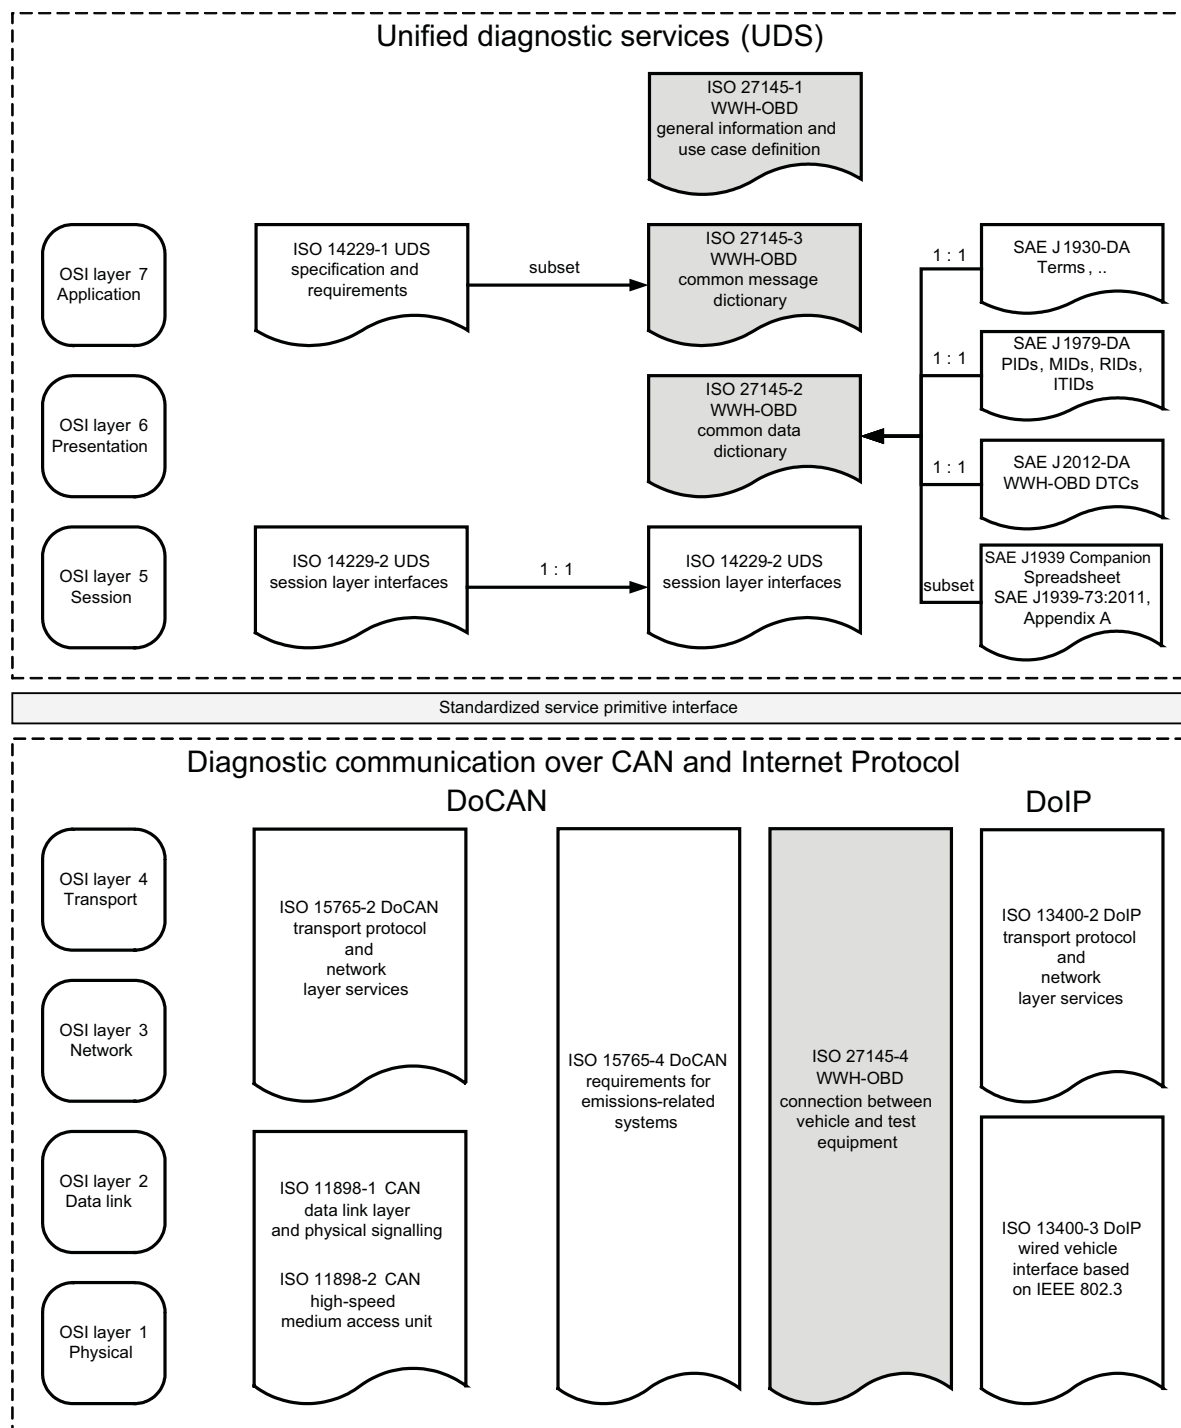 Unified diagnostic services (UDS)
ISO 27145-1
WWH-OBD
general information and
use case definition
OSI layer 7
Application
ISO 14229-1 UDS
specification and
requirements
subset
ISO 27145-3
WWH-OBD
common message
dictionary
1 : 1
SAE J1930-DA
Terms, ..
1 : 1
SAE J1979-DA
PIDs, MIDs, RIDs,
ITIDs
OSI layer 6
Presentation
ISO 27145-2
WWH-OBD
common data
dictionary
1 : 1
SAE J2012-DA
WWH-OBD DTCs
OSI layer 5
Session
ISO 14229-2 UDS
session layer interfaces
1 : 1
ISO 14229-2 UDS
session layer interfaces
subset
SAE J1939 Companion
Spreadsheet
SAE J1939-73:2011,
Appendix A
Standardized service primitive interface
Diagnostic communication over CAN and Internet Protocol
DoCAN
DoIP
OSI layer 4
Transport
ISO 15765-2 DoCAN
transport protocol
and
network
layer services
ISO 13400-2 DoIP
transport protocol
and
network
layer services
OSI layer 3
Network
ISO 15765-4 DoCAN
requirements for
emissions-related
systems
ISO 27145-4
WWH-OBD
connection between
vehicle and test
equipment
OSI layer 2
Data link
ISO 11898-1 CAN
data link layer
and physical signalling
ISO 11898-2 CAN
high-speed
medium access unit
ISO 13400-3 DoIP
wired vehicle
interface based
on IEEE 802.3
OSI layer 1
Physical